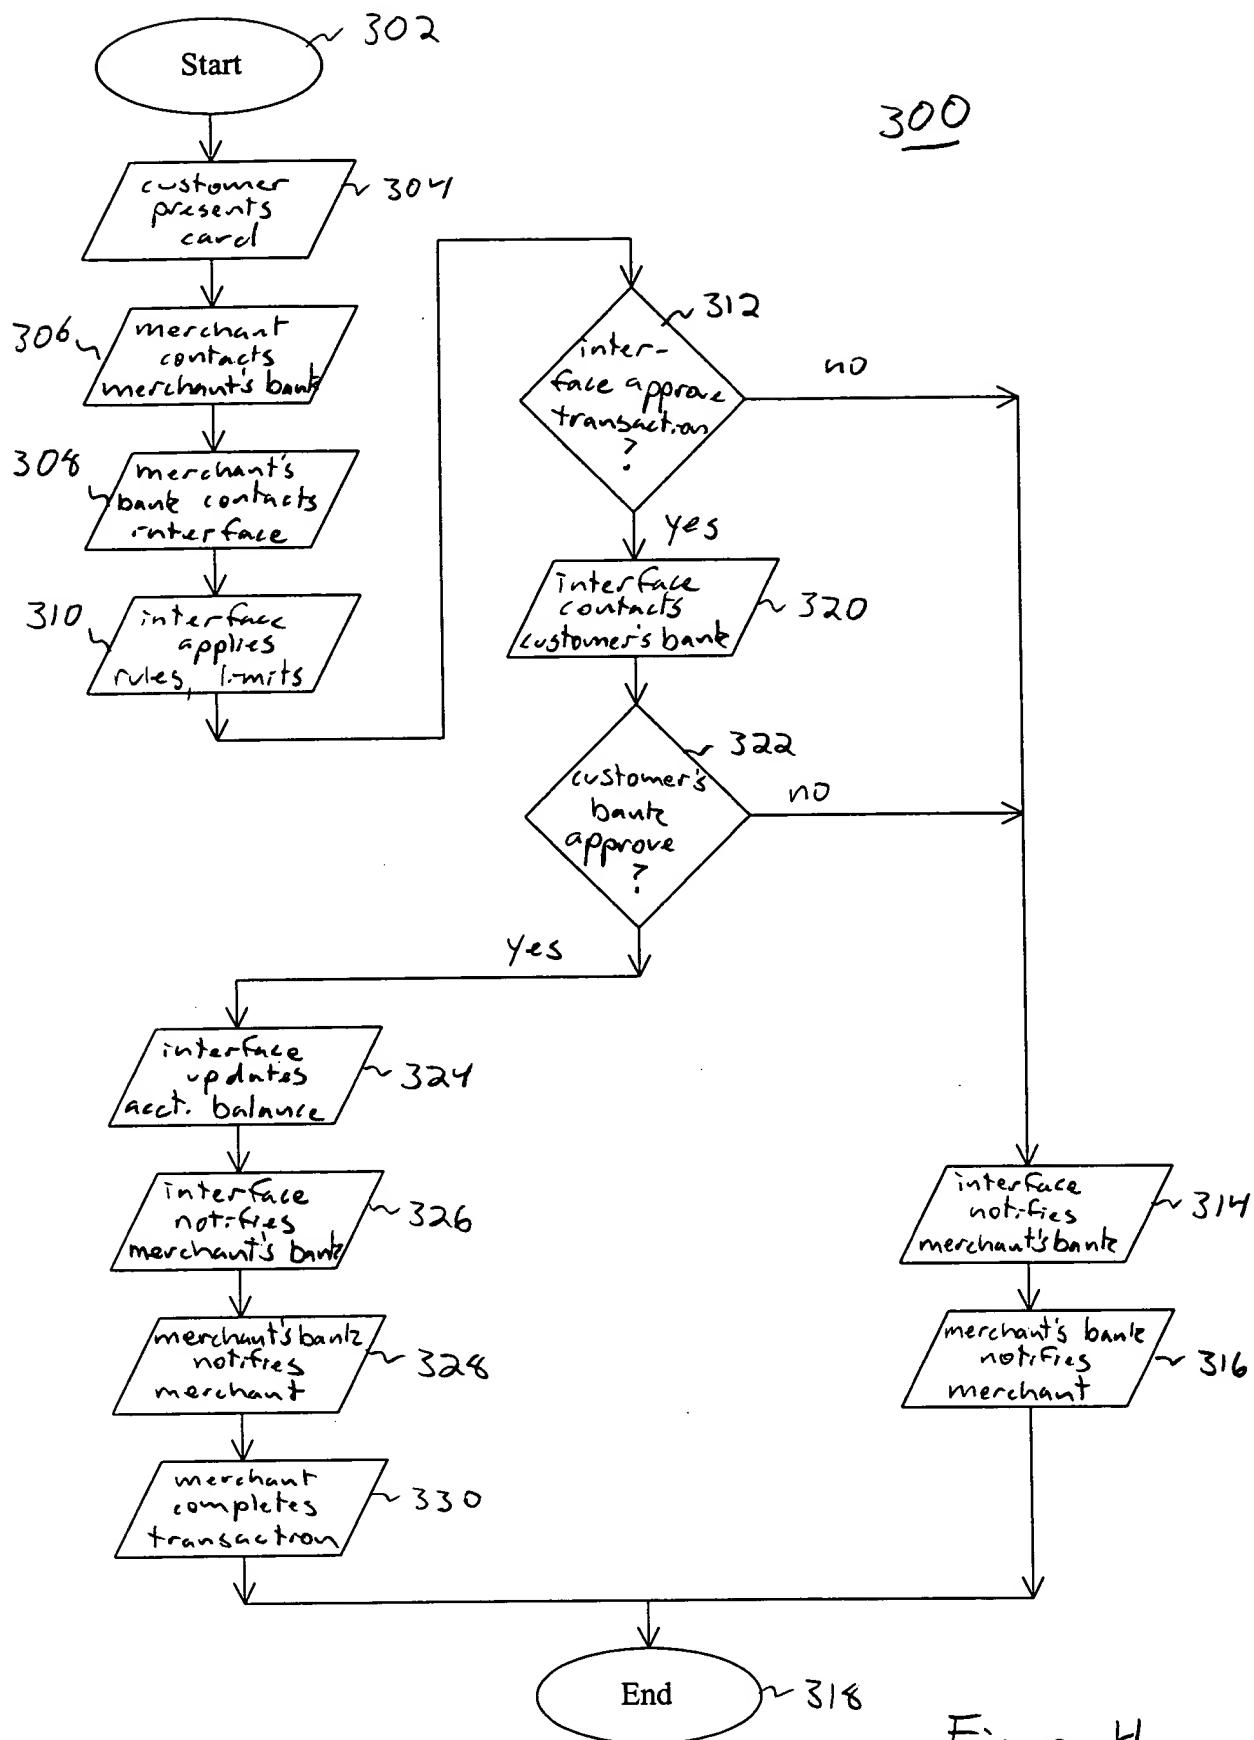 302
Start
300
customer
presents
card
304
306
merchant
contacts
merchant's bank
308
merchant's
bank contacts
interface
310
interface
applies
rules, limits
312
inter-
face approve
transaction
?
no
yes
interface
contacts
customer's bank
320
322
customer's
bank
approve
?
no
yes
interface
updates
acct. balance
324
interface
notifies
merchant's bank
326
merchant's bank
notifies
merchant
328
merchant
completes
transaction
330
interface
notifies
merchant's bank
314
merchant's bank
notifies
merchant
316
End
318